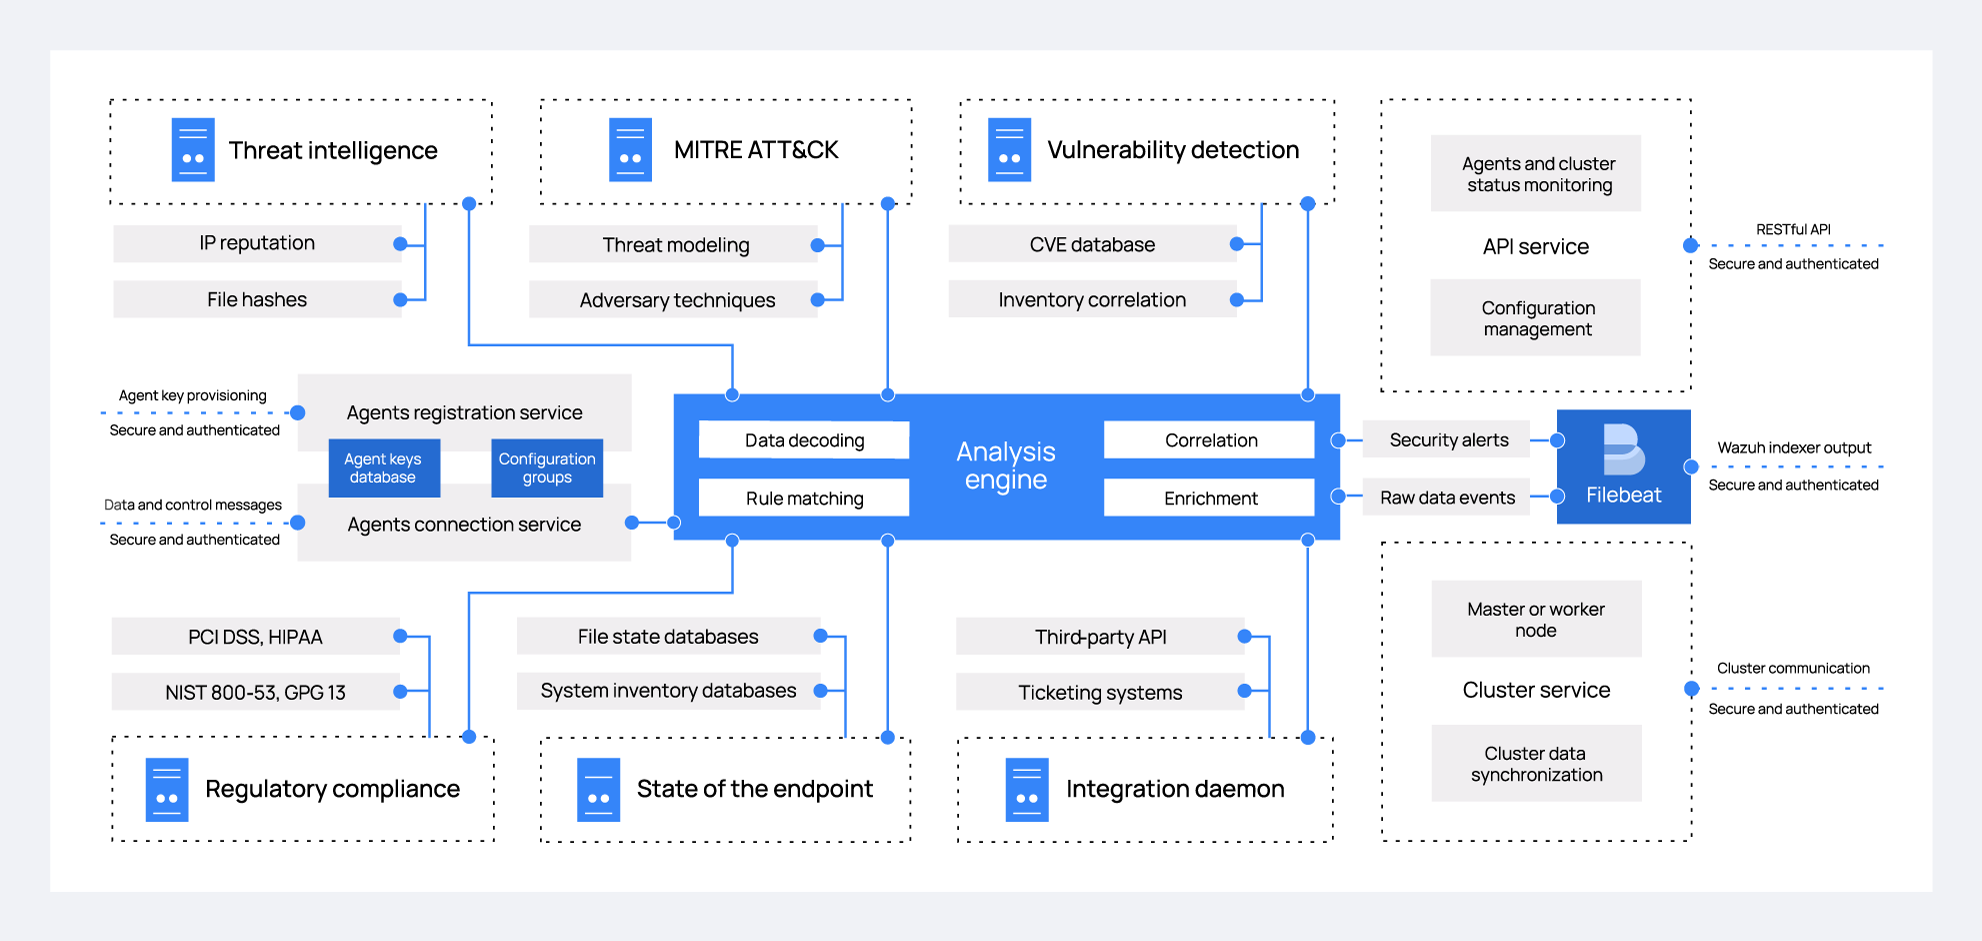 Threat intelligence
IP reputation
File hashes
MITRE ATT&CK
Threat modeling
Adversary techniques
Vulnerability detection
CVE database
Inventory correlation
Agents and cluster
status monitoring
API service
Configuration
management
RESTful API
Secure and authenticated
Agent key provisioning
Secure and authenticated
Agents registration service
Agent keys
database
Configuration
groups
Data and control messages
Secure and authenticated
Agents connection service
Data decoding
Rule matching
Analysis
engine
Correlation
Enrichment
Security alerts
Raw data events
Filebeat
Wazuh indexer output
Secure and authenticated
PCI DSS, HIPAA
NIST 800-53, GPG 13
Regulatory compliance
File state databases
System inventory databases
State of the endpoint
Third-party API
Ticketing systems
Integration daemon
Master or worker
node
Cluster service
Cluster data
synchronization
Cluster communication
Secure and authenticated